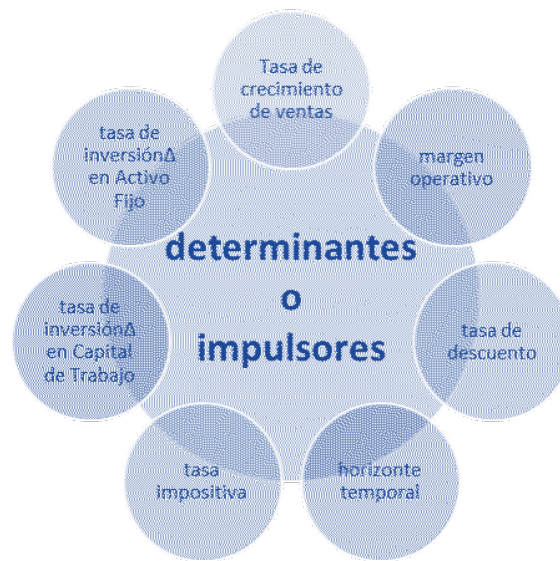 Tasa de
crecimiento
de ventas
margen
operativo
tasa de
descuento
horizonte
temporal
tasa
impositiva
tasa de
inversiónΔ
en Capital
de Trabajo
tasa de
inversiónΔ
en Activo
Fijo
determinantes
o
impulsores